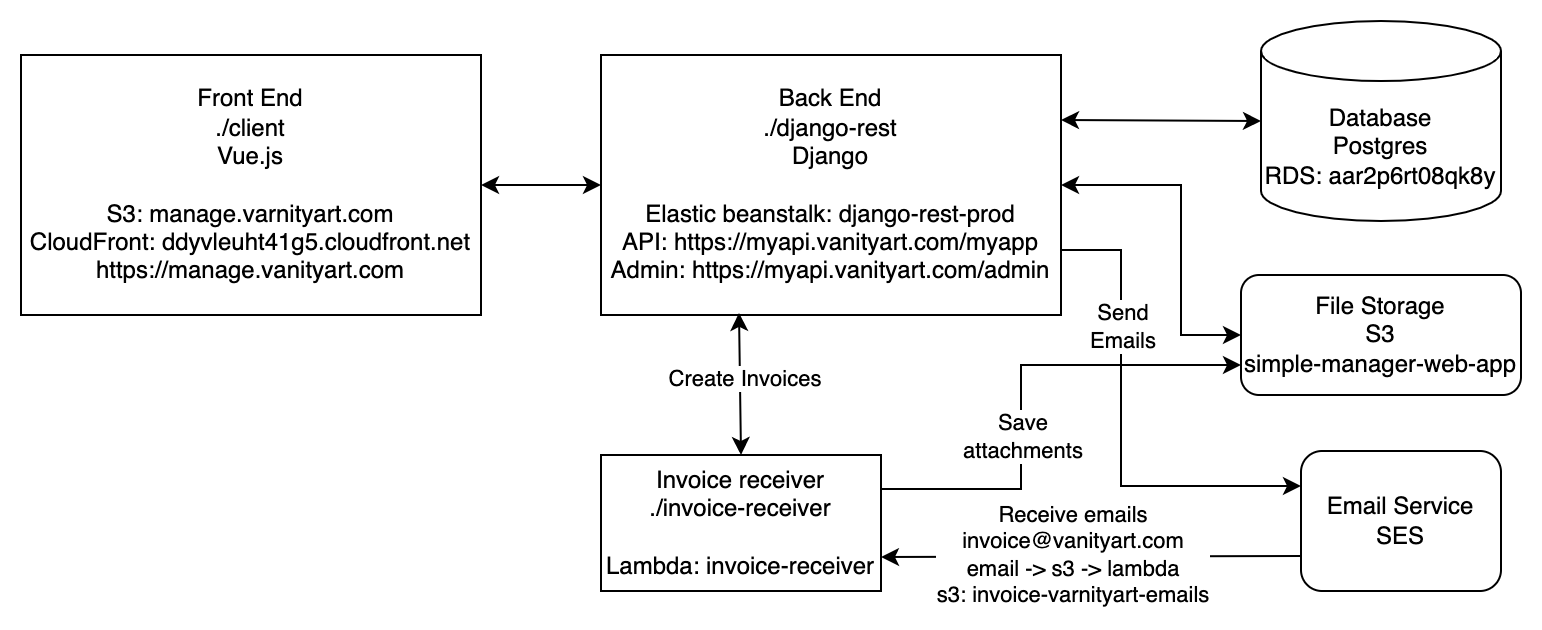 Front End
./client
Vue.js
S3: manage.varnityart.com
CloudFront: ddyvleuht41g5.cloudfront.net
https://manage.vanityart.com
Back End
./django-rest
Django
Elastic beanstalk: django-rest-prod
API: https://myapi.vanityart.com/myapp
Admin: https://myapi.vanityart.com/admin
Database
Postgres
RDS: aar2p6rt08qk8y
File Storage
S3
simple-manager-web-app
Send
Emails
Create Invoices
Save
attachments
Invoice receiver
./invoice-receiver
Lambda: invoice-receiver
Receive emails
invoice@vanityart.com
email -> s3 -> lambda
s3: invoice-varnityart-emails
Email Service
SES